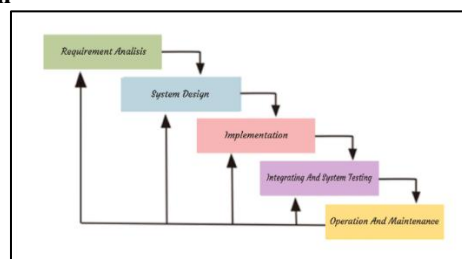 Requirement Analisis
System Design
Implementation
Integrating And System Testing
Operation And Maintenance